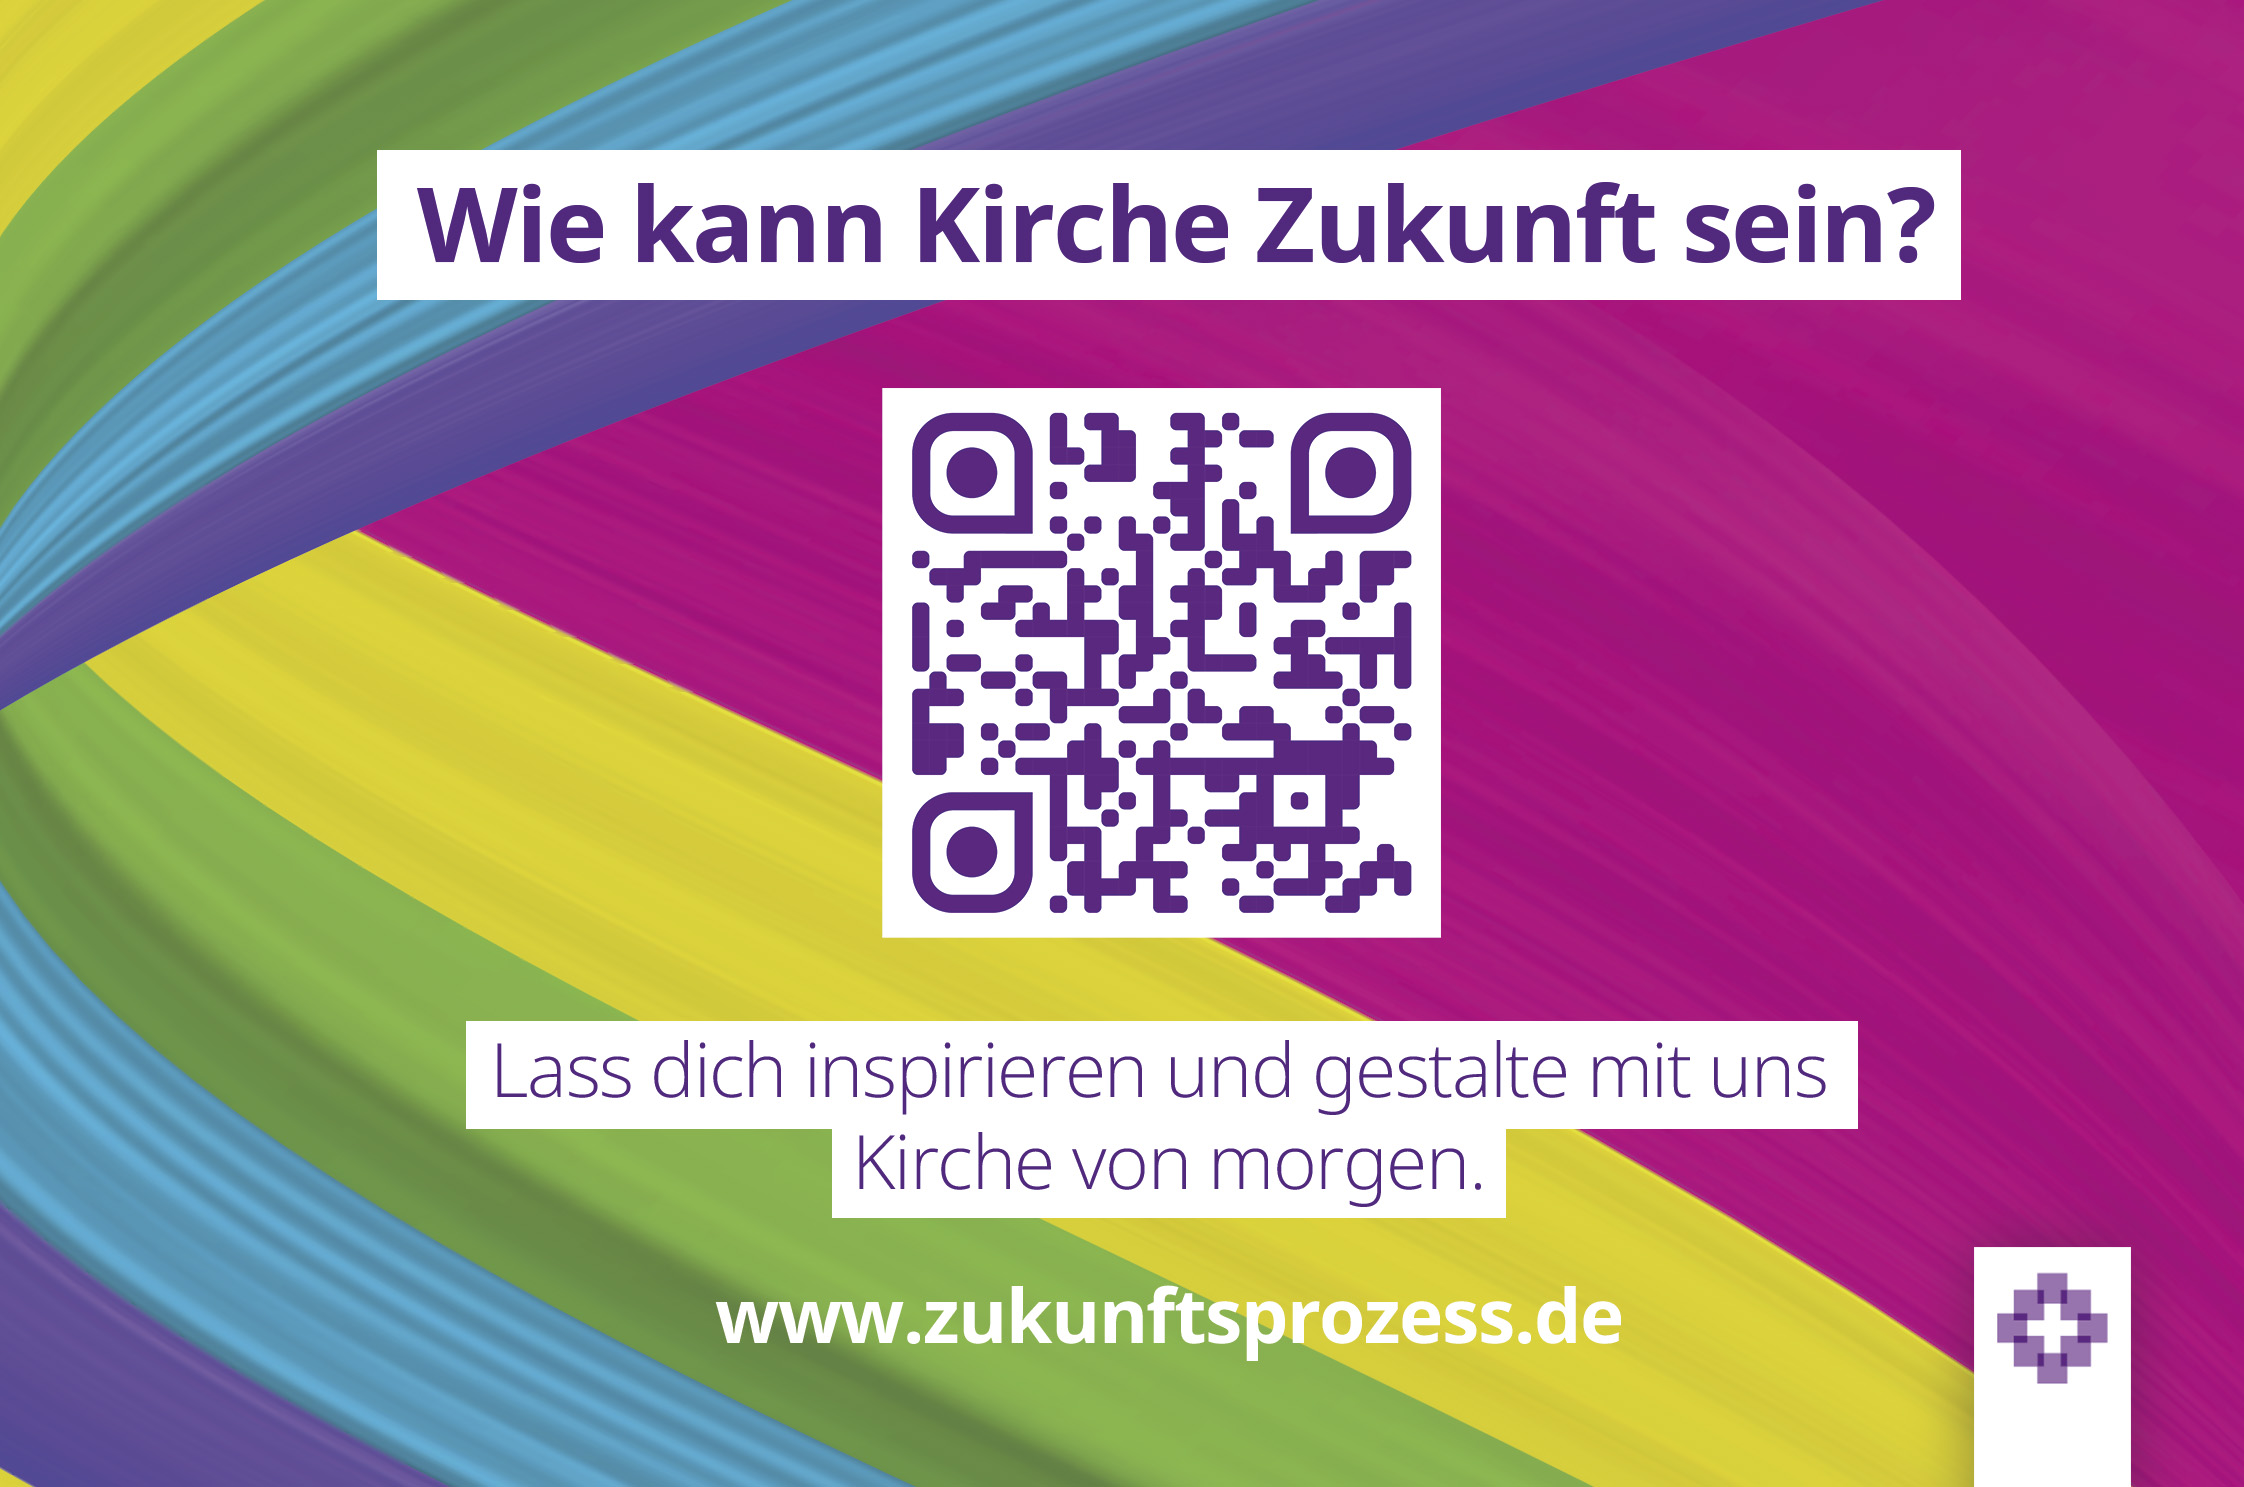 Wie kann Kirche Zukunft sein?
Lass dich inspirieren und gestalte mit uns
Kirche von morgen.
www.zukunftsprozess.de